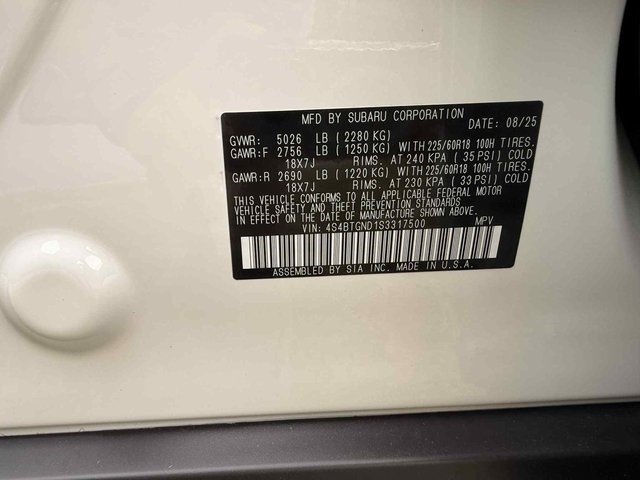 MFD BY SUBARU CORPORATION
DATE: 08/25
GVWR: 5026 LB (2280 KG)
GAWR:F 2756 LB (1250 KG) WITH 225/60R18 100H TIRES.
18X7J RIMS. AT 240 KPA (35 PSI) COLD
GAWR:R 2690 LB (1220 KG) WITH 225/60R18 100H TIRES.
18X7J RIMS. AT 230 KPA (33 PSI) COLD
THIS VEHICLE CONFORMS TO ALL APPLICABLE FEDERAL MOTOR
VEHICLE SAFETY AND THEFT PREVENTION STANDARDS
IN EFFECT ON THE DATE OF MANUFACTURE SHOWN ABOVE.
VIN: 4S4BTGND1S3317500 MPV
ASSEMBLED BY SIA INC. MADE IN U.S.A.